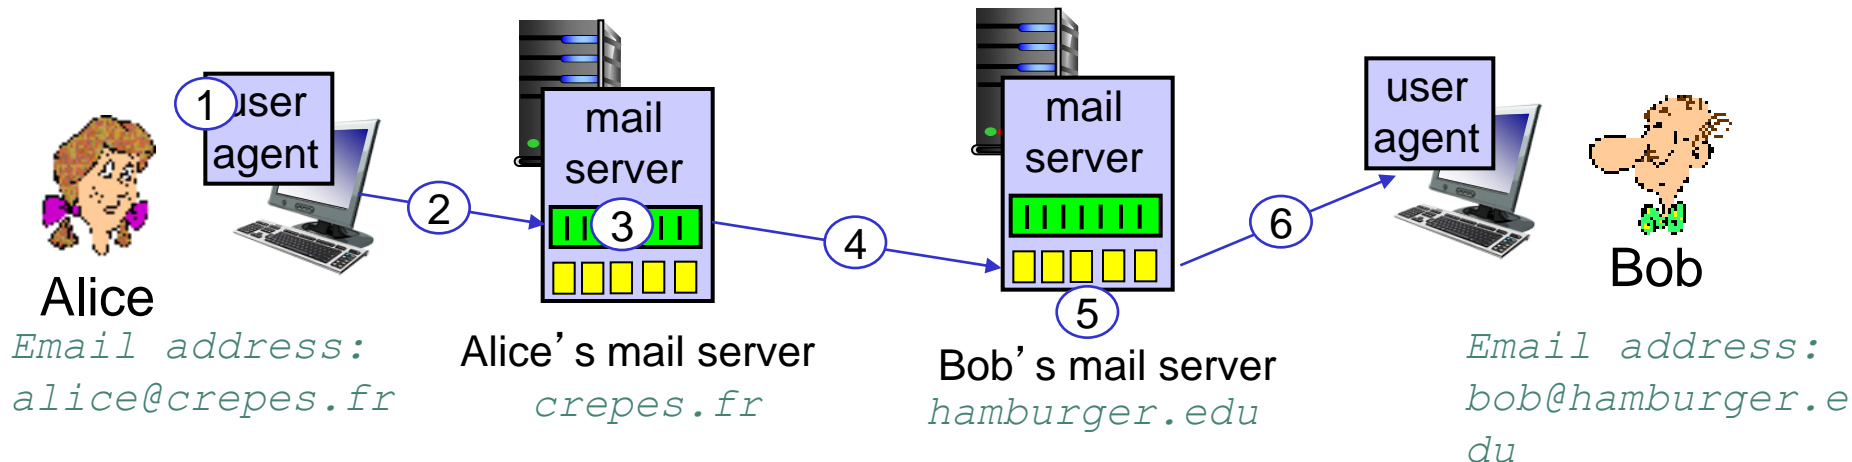 1
user
agent
2
mail
server
3
4
mail
server
5
6
user
agent
Alice
Email address:
alice@crepes.fr
Alice’s mail server
crepes.fr
Bob’s mail server
hamburger.edu
Bob
Email address:
bob@hamburger.e
du